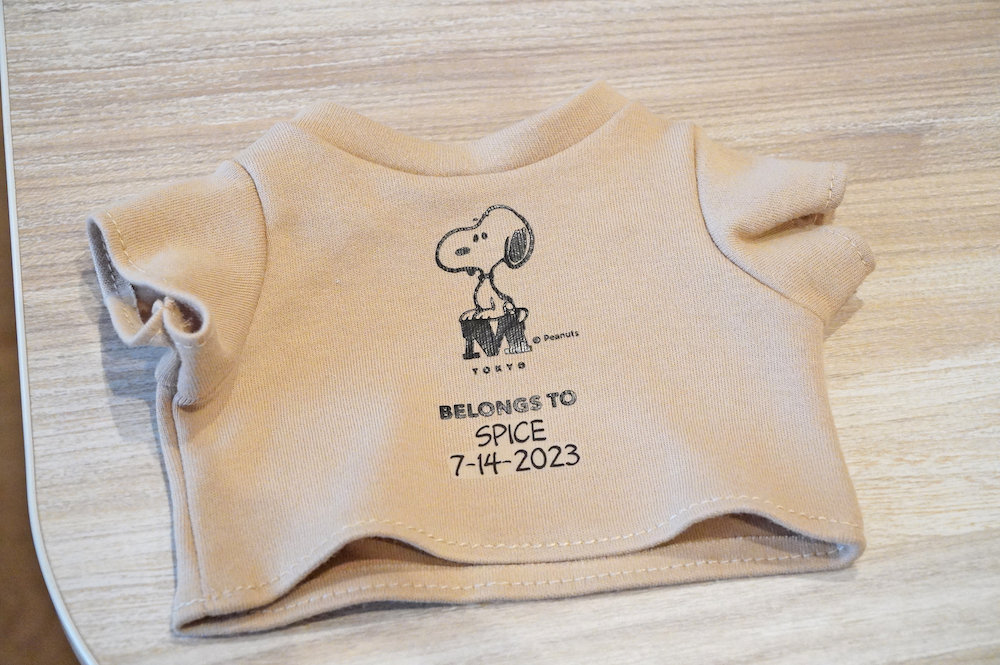 M
© Peanuts
TOKYO
BELONGS TO
SPICE
7-14-2023